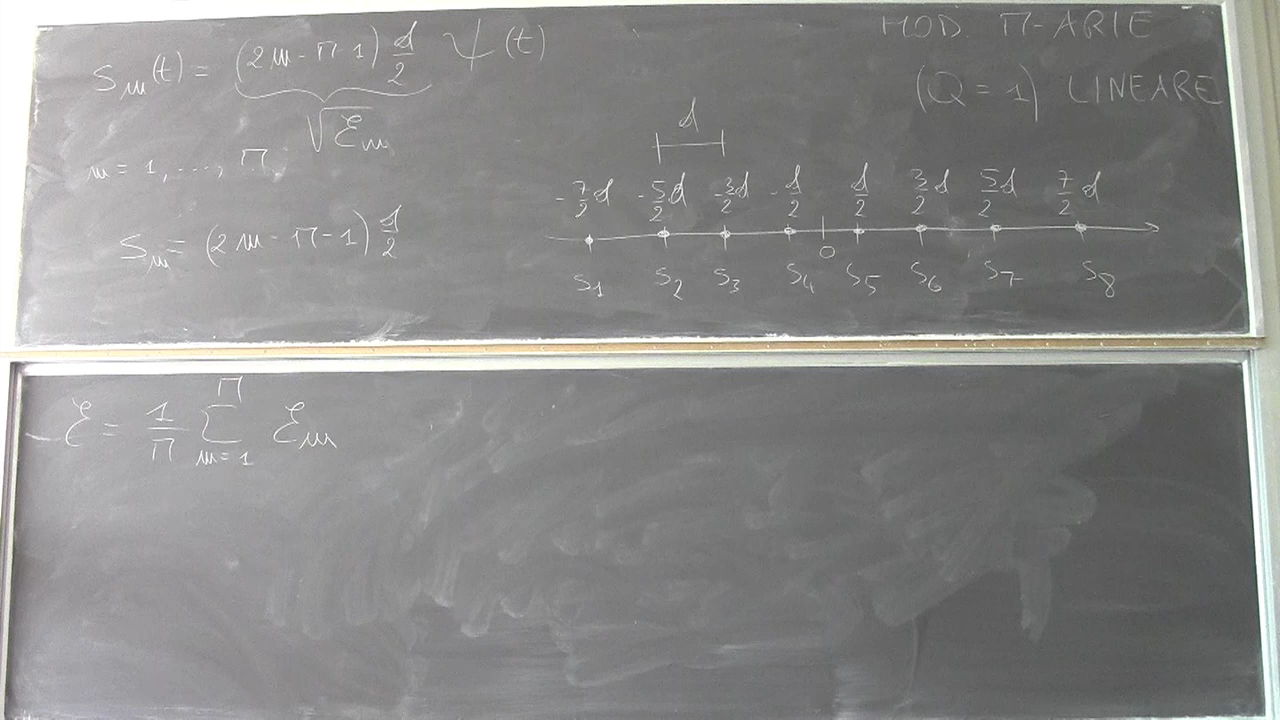 MOD. M-ARIE
(Q = 1) LINEARE
s_m(t) = (2m - M - 1) d/2 ψ(t)
√ℰ_m
m = 1, ..., M
s_m = (2m - M - 1) d/2
d
-7/2 d -5/2 d -3/2 d -d/2 d/2 3/2 d 5/2 d 7/2 d
0
s1 s2 s3 s4 s5 s6 s7 s8
ℰ = 1/M ∑_{m=1}^{M} ℰ_m